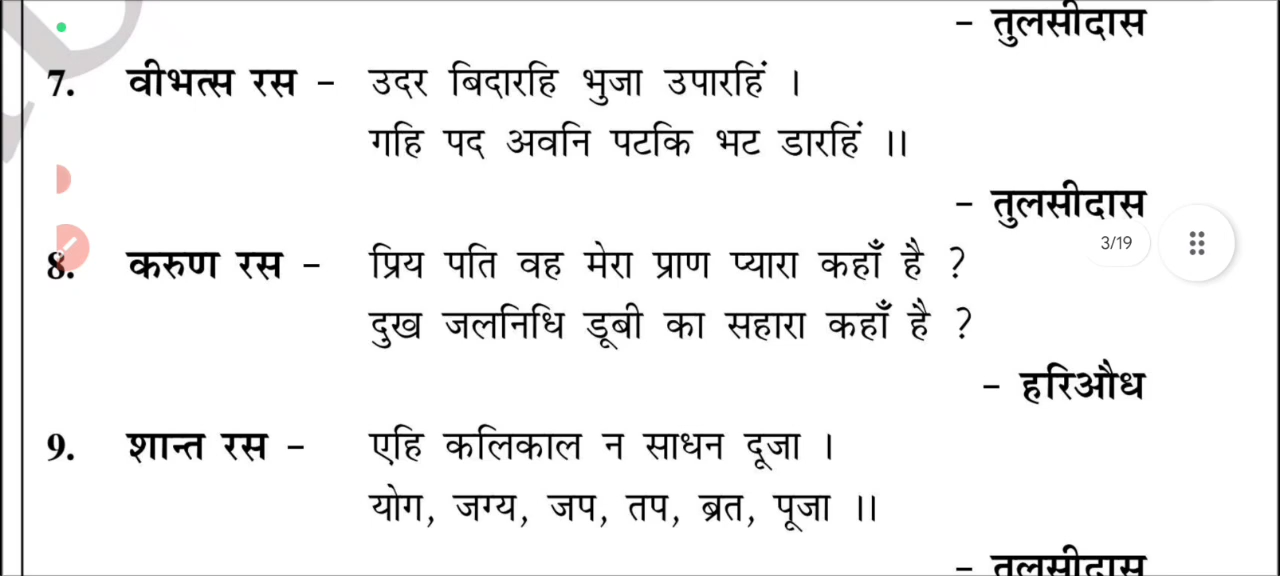 – तुलसीदास
7. वीभत्स रस – उदर बिदारहि भुजा उपारहिं ।
गहि पद अवनि पटकि भट डारहिं ।।
– तुलसीदास
3/19
8. करुण रस – प्रिय पति वह मेरा प्राण प्यारा कहाँ है ?
दुख जलनिधि डूबी का सहारा कहाँ है ?
– हरिऔध
9. शान्त रस – एहि कलिकाल न साधन दूजा ।
योग, जग्य, जप, तप, ब्रत, पूजा ।।
– तुलसीदास